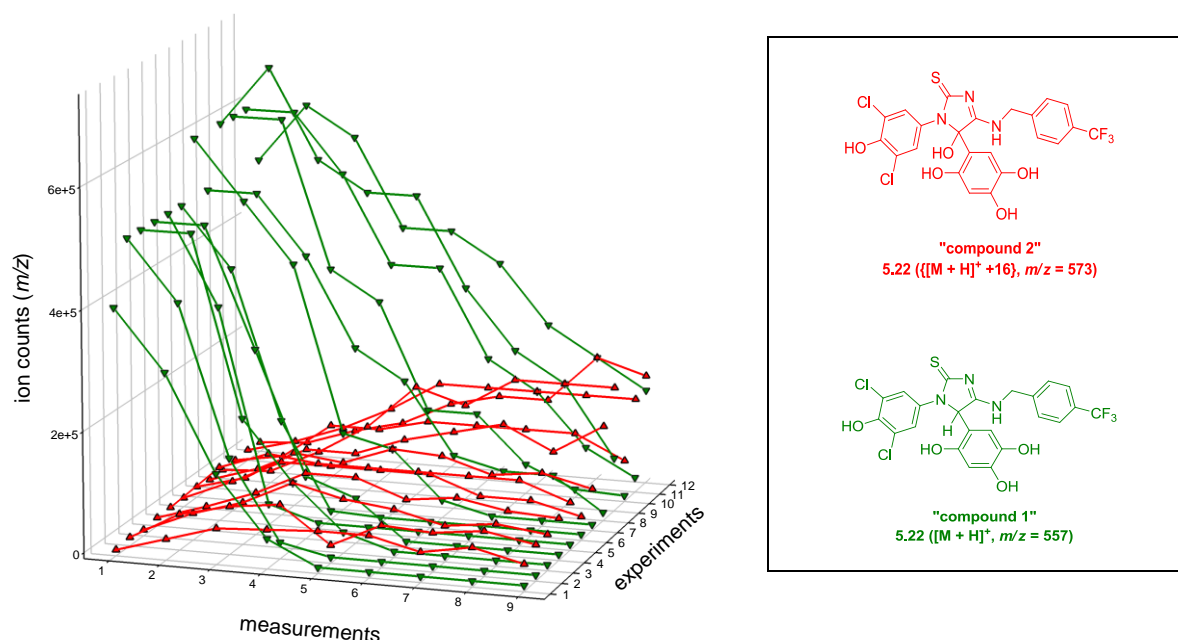 6e+5
4e+5
2e+5
0
ion counts (m/z)
1
2
3
4
5
6
7
8
9
measurements
1
2
3
4
5
6
7
8
9
10
11
12
experiments
S
Cl
N
N
N
H
CF3
HO
HO
Cl
HO
OH
OH
"compound 2"
5.22 ({[M + H]+ +16}, m/z = 573)
S
Cl
N
N
N
H
CF3
HO
H
Cl
HO
OH
OH
"compound 1"
5.22 ([M + H]+, m/z = 557)